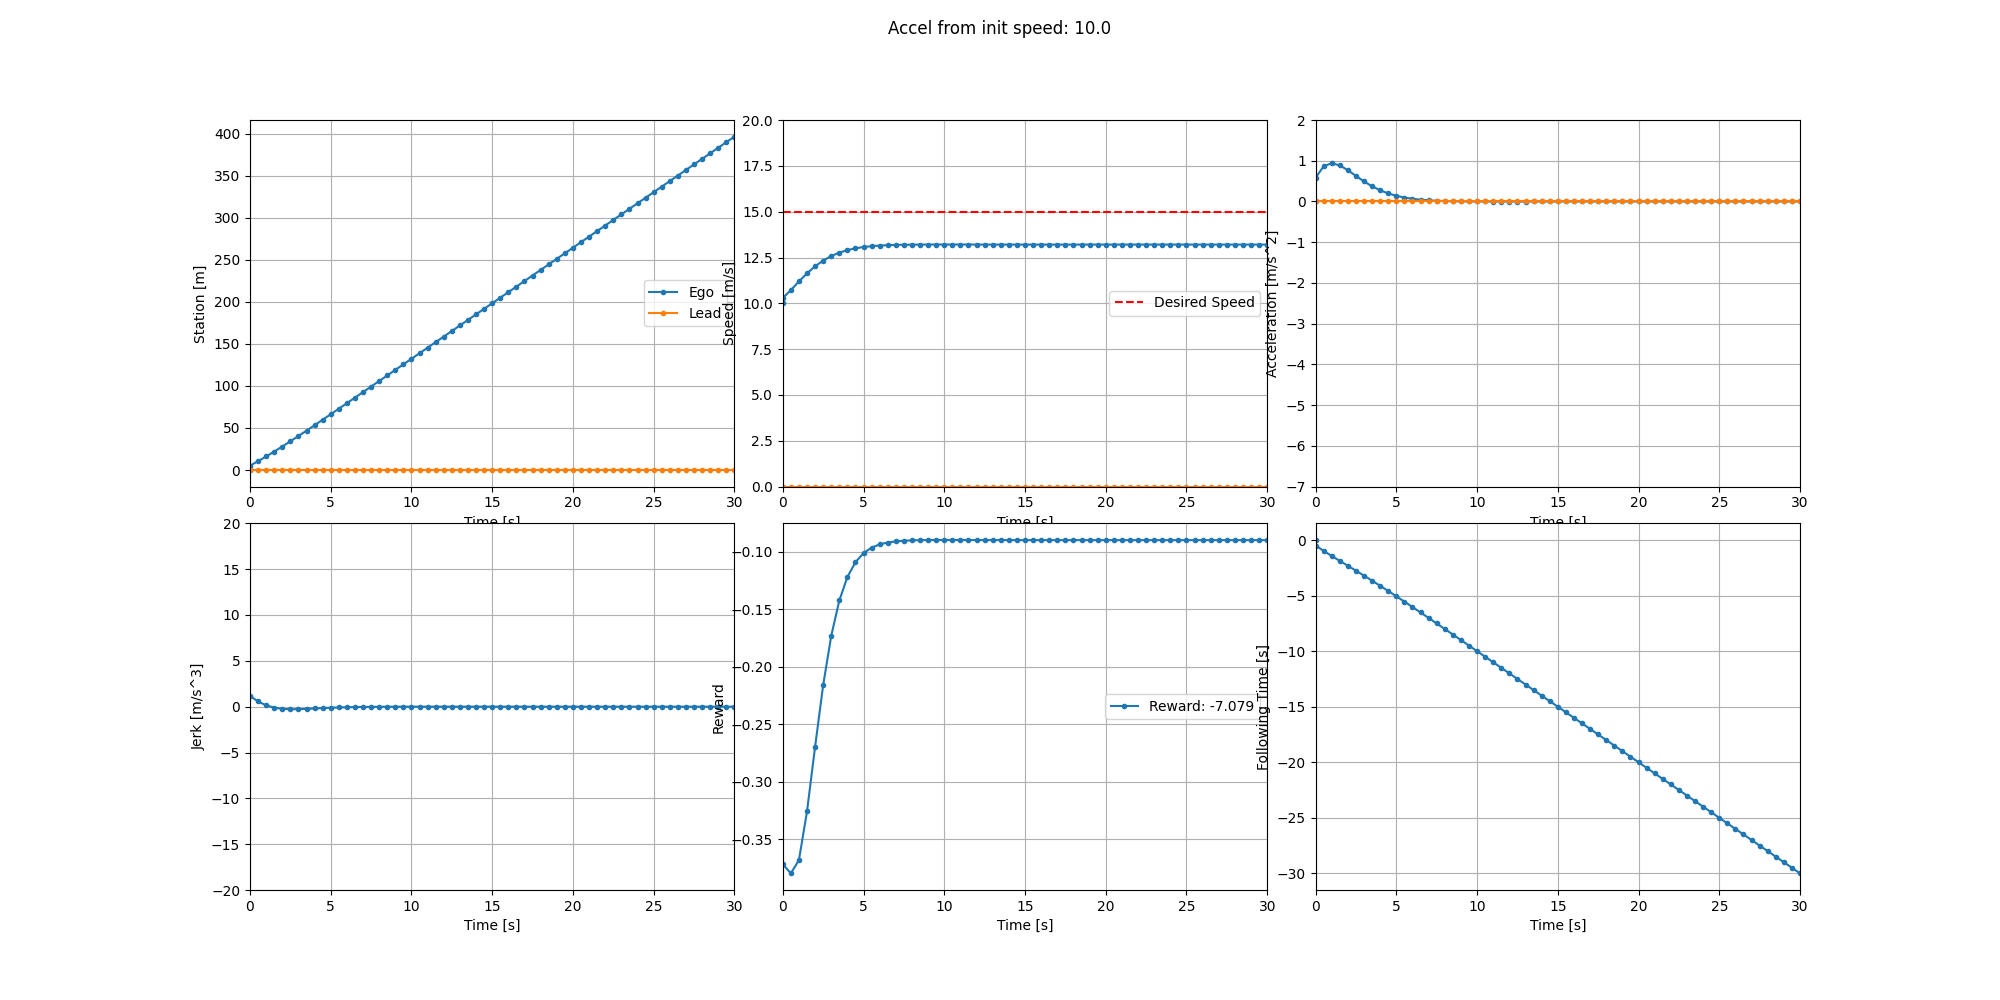 Accel from init speed: 10.0
400
350
300
250
200
150
100
50
0
Station [m]
0 5 10 15 20 25 30
Time [s]
Ego
Lead
20.0
17.5
15.0
12.5
10.0
7.5
5.0
2.5
0.0
Speed [m/s]
0 5 10 15 20 25 30
Time [s]
Desired Speed
2
1
0
−1
−2
−3
−4
−5
−6
−7
Acceleration [m/s^2]
0 5 10 15 20 25 30
Time [s]
20
15
10
5
0
−5
−10
−15
−20
Jerk [m/s^3]
0 5 10 15 20 25 30
Time [s]
−0.10
−0.15
−0.20
−0.25
−0.30
−0.35
Reward
0 5 10 15 20 25 30
Time [s]
Reward: -7.079
0
−5
−10
−15
−20
−25
−30
Following Time [s]
0 5 10 15 20 25 30
Time [s]